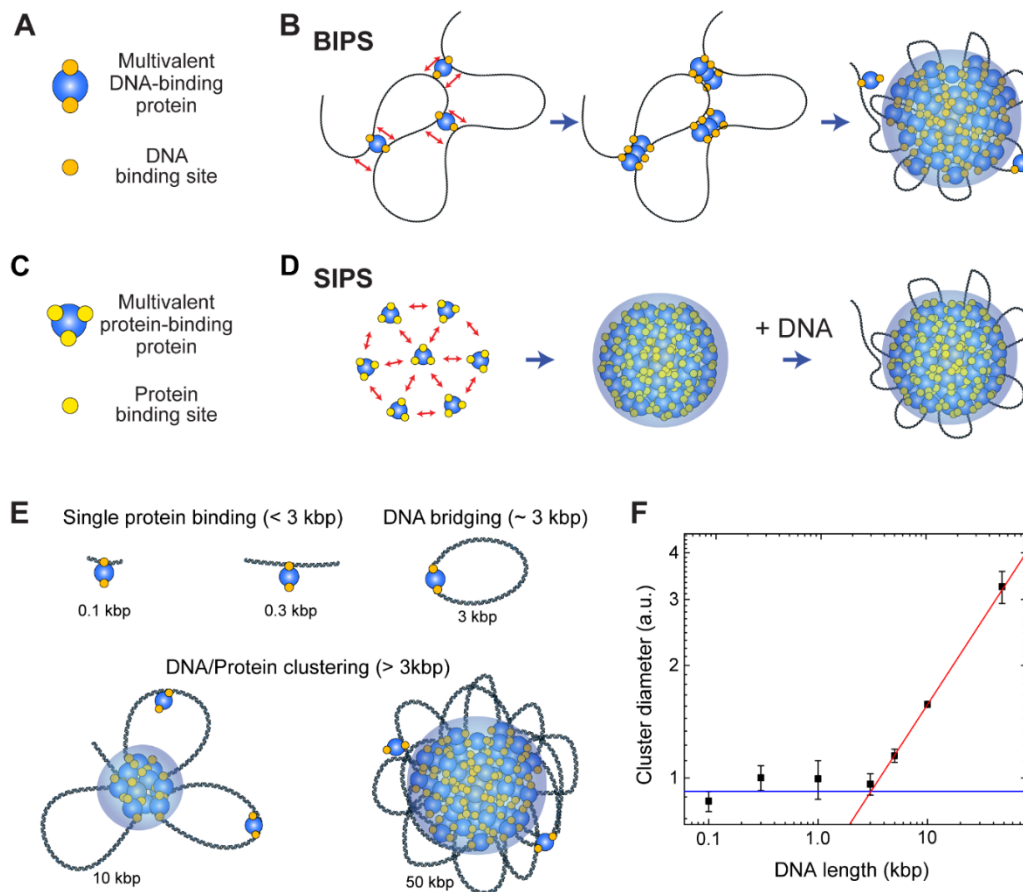 A
Multivalent
DNA-binding
protein
DNA
binding site
B
BIPS
C
Multivalent
protein-binding
protein
Protein
binding site
D
SIPS
+ DNA
E
Single protein binding (< 3 kbp)
DNA bridging (~ 3 kbp)
0.1 kbp
0.3 kbp
3 kbp
DNA/Protein clustering (> 3kbp)
10 kbp
50 kbp
F
Cluster diameter (a.u.)
4
3
2
1
0.1
1.0
10
DNA length (kbp)